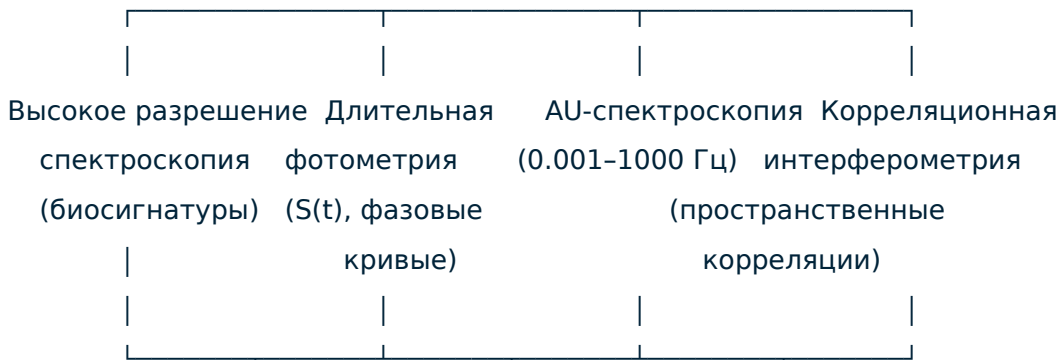 Высокое разрешение Длительная AU-спектроскопия Корреляционная
спектроскопия фотометрия (0.001–1000 Гц) интерферометрия
(биосигнатуры) (S(t), фазовые (пространственные
кривые) корреляции)